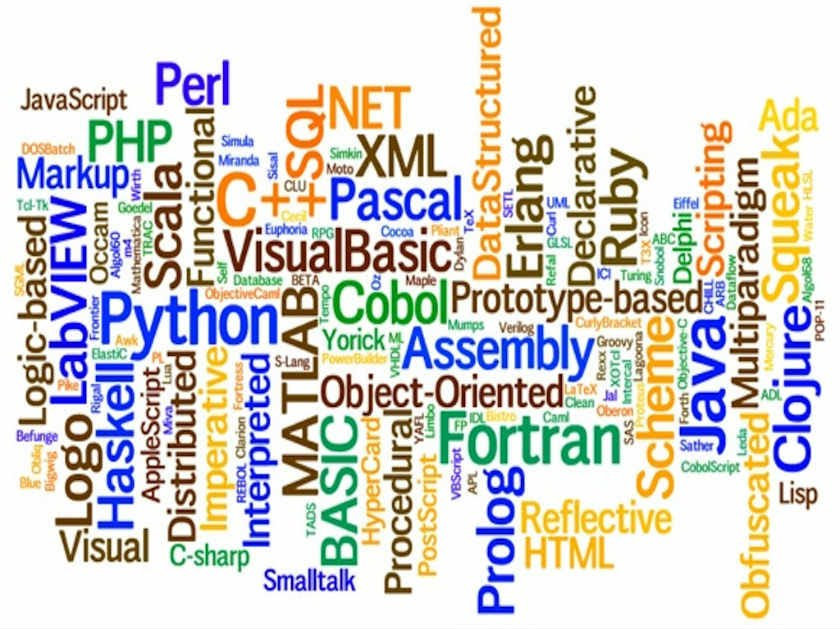 JavaScript
Perl
PHP
DOSBatch
Markup
Wirth
Tcl-Tk
Goedel
Scala
Functional
Simula
Miranda
Sisal
SQL
.NET
Simkin
Moto
XML
CLU
C++
Cecil
Pascal
TeX
DataStructured
SETL
Erlang
UML
Curl
GLSL
Refal
Declarative
Ruby
ICI
Icon
T3X
Eiffel
ABC
Snobol
Turing
Delphi
Scripting
Ada
Squeak
HLSL
Water
Algol68
POP-11
Multiparadigm
Dataflow
ARB
CHILL
SGML
Logic-based
LabVIEW
Occam
Algol60
Mathematica
TRAC
Self
Euphoria
RPG
Cocoa
Pliant
Dylan
VisualBasic
Database
BETA
Oz
Maple
ObjectiveCaml
Frontier
Python
Awk
ElastiC
PL
Lua
MATLAB
Tempo
Cobol
Prototype-based
Yorick
ML
VHDL
Mumps
Verilog
CurlyBracket
PowerBuilder
S-Lang
Assembly
Rexx
Groovy
XOTcl
Lagoona
Intercal
Proteus
Scheme
Objective-C
Forth
Java
Mercury
Clojure
ADL
Pike
Rigal
Haskell
AppleScript
Miva
Distributed
Imperative
Fortress
Clarion
REBOL
Interpreted
Object-Oriented
LaTeX
Clean
Jal
Oberon
SAS
Befunge
Obliq
Blue
Bigwig
Logo
Visual
C-sharp
TADS
BASIC
HyperCard
Procedural
YAFL
Limbo
PostScript
FP
IDL
Bistro
Caml
Fortran
VBScript
APL
Prolog
Reflective
HTML
Smalltalk
Sather
CobolScript
Leda
Obfuscated
Lisp